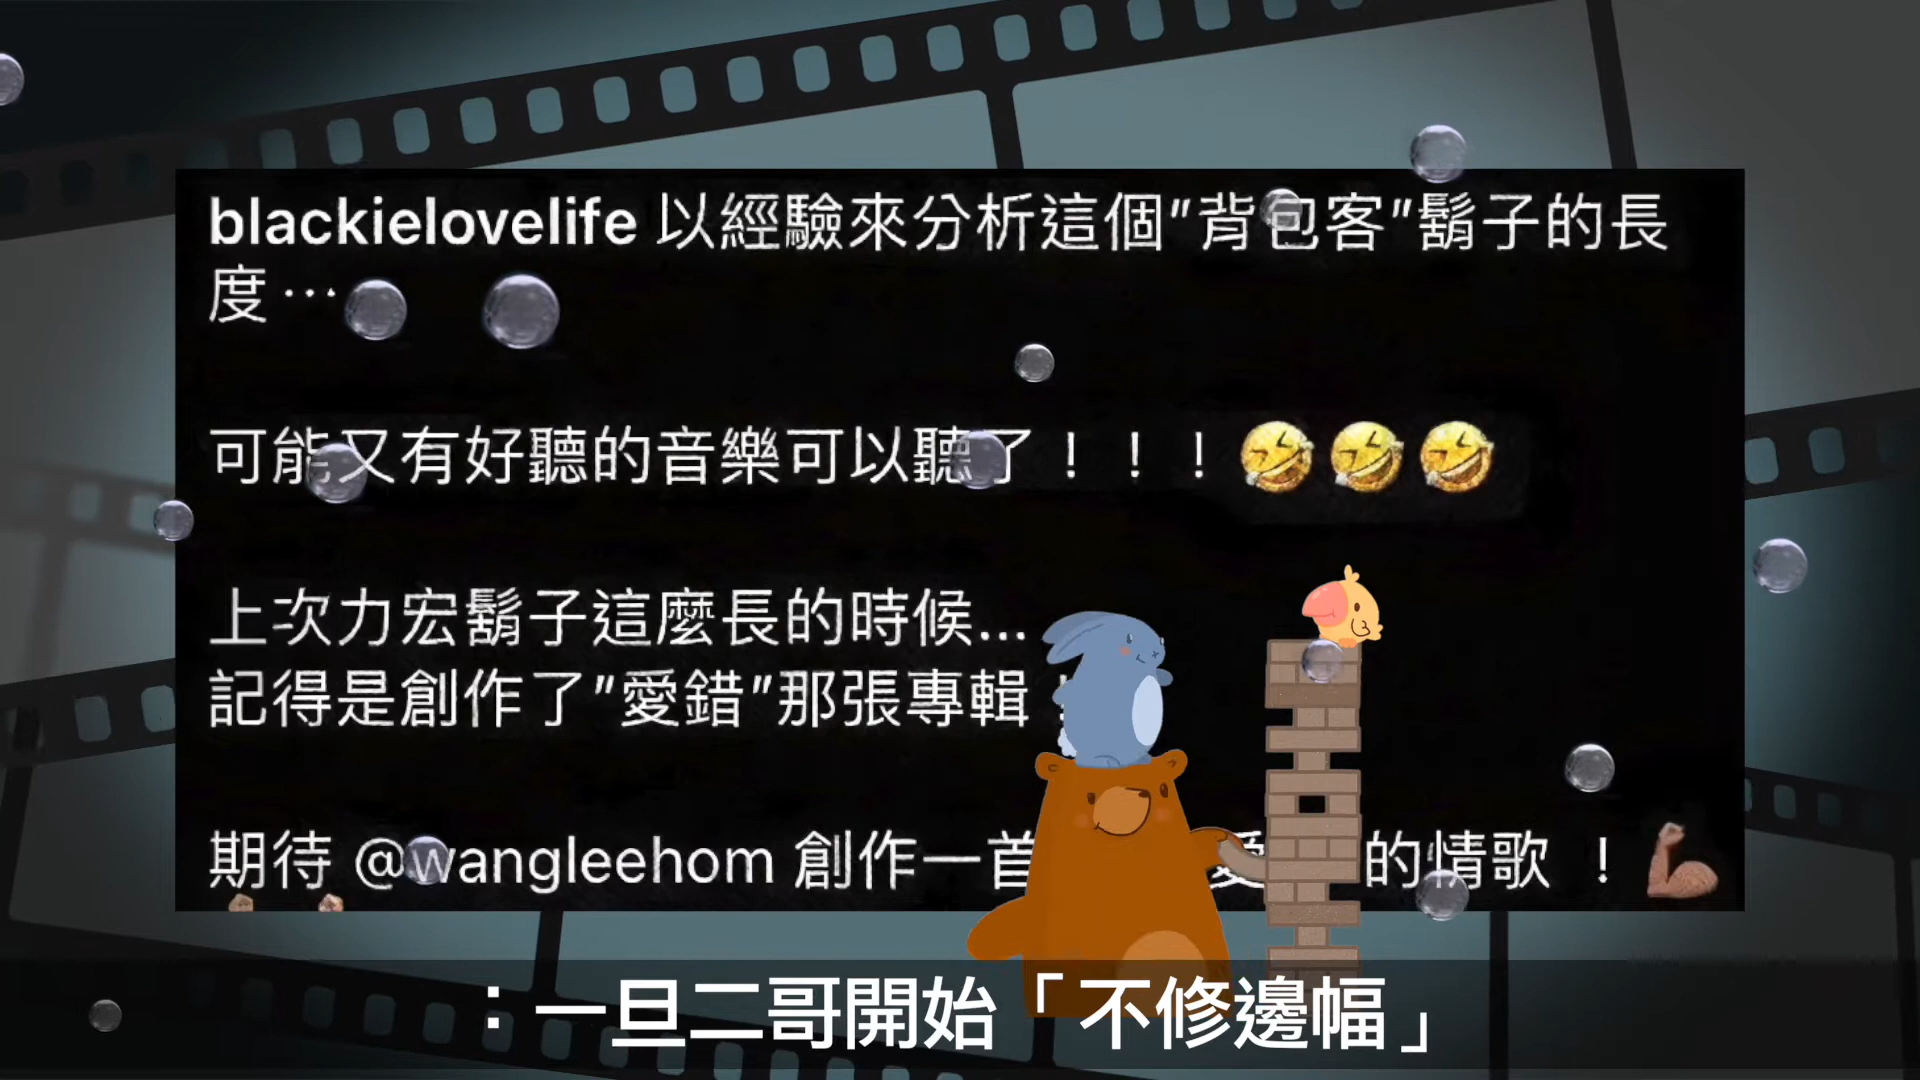 blackielovelife 以經驗來分析這個"背包客"鬍子的長
度…
可能又有好聽的音樂可以聽了！！！🤣🤣🤣
上次力宏鬍子這麼長的時候...
記得是創作了"愛錯"那張專輯！
期待 @wangleehom 創作一首 愛 的情歌 ！💪
：一旦二哥開始「不修邊幅」